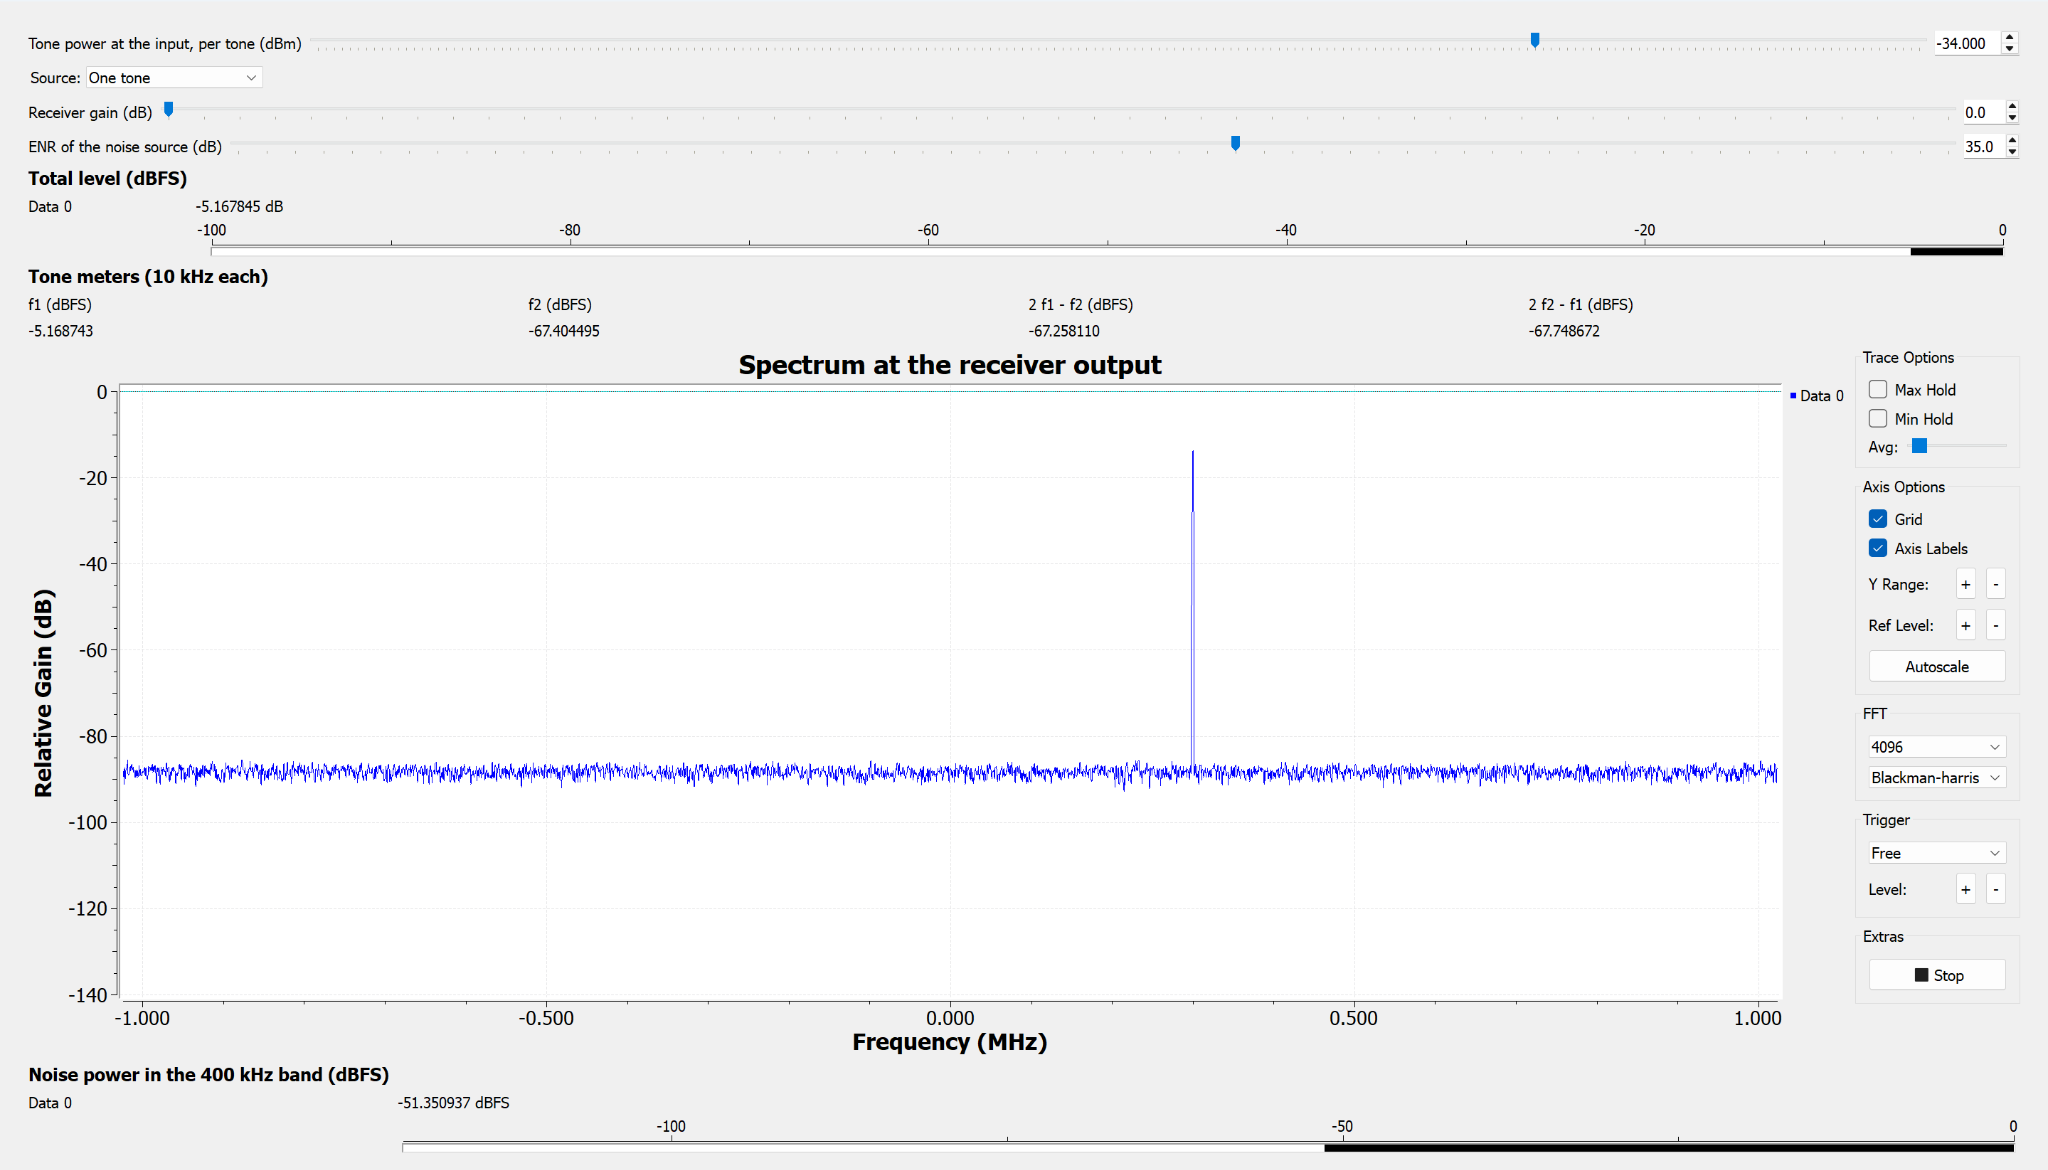 Tone power at the input, per tone (dBm) -34.000
Source: One tone
Receiver gain (dB) 0.0
ENR of the noise source (dB) 35.0
Total level (dBFS)
Data 0 -5.167845 dB
-100 -80 -60 -40 -20 0
Tone meters (10 kHz each)
f1 (dBFS) f2 (dBFS) 2 f1 - f2 (dBFS) 2 f2 - f1 (dBFS)
-5.168743 -67.404495 -67.258110 -67.748672
Spectrum at the receiver output
Data 0
0
-20
-40
-60
-80
-100
-120
-140
Relative Gain (dB)
-1.000 -0.500 0.000 0.500 1.000
Frequency (MHz)
Trace Options
Max Hold
Min Hold
Avg:
Axis Options
Grid
Axis Labels
Y Range: + -
Ref Level: + -
Autoscale
FFT
4096
Blackman-harris
Trigger
Free
Level: + -
Extras
Stop
Noise power in the 400 kHz band (dBFS)
Data 0 -51.350937 dBFS
-100 -50 0